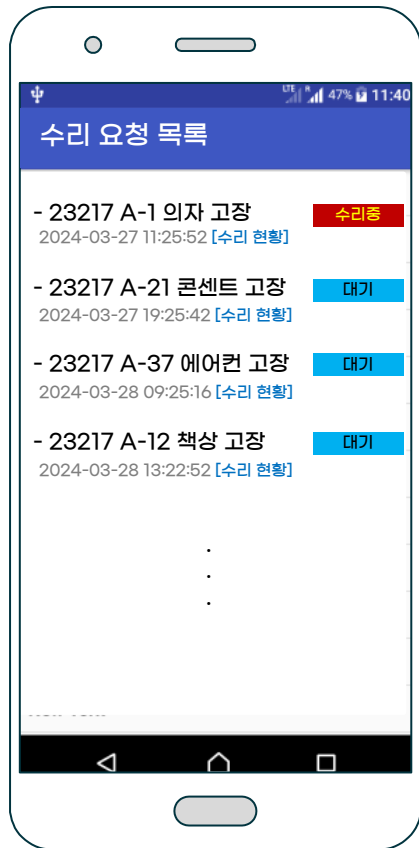 LTE R 47% 11:40
수리 요청 목록
- 23217 A-1 의자 고장 수리중
2024-03-27 11:25:52 [수리 현황]
- 23217 A-21 콘센트 고장 대기
2024-03-27 19:25:42 [수리 현황]
- 23217 A-37 에어컨 고장 대기
2024-03-28 09:25:16 [수리 현황]
- 23217 A-12 책상 고장 대기
2024-03-28 13:22:52 [수리 현황]
.
.
.